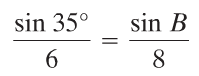 sin 35° / 6 = sin B / 8